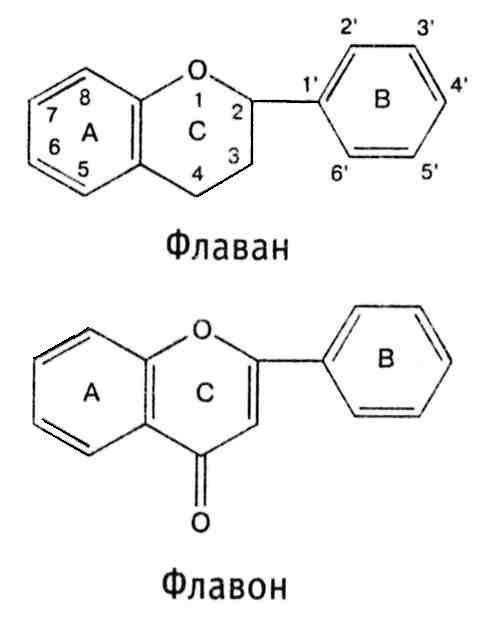 2' 3'
O 1' B 4'
8 1 2
7 A C
6 3
5 4 6' 5'
Флаван
O
A C B
O
Флавон